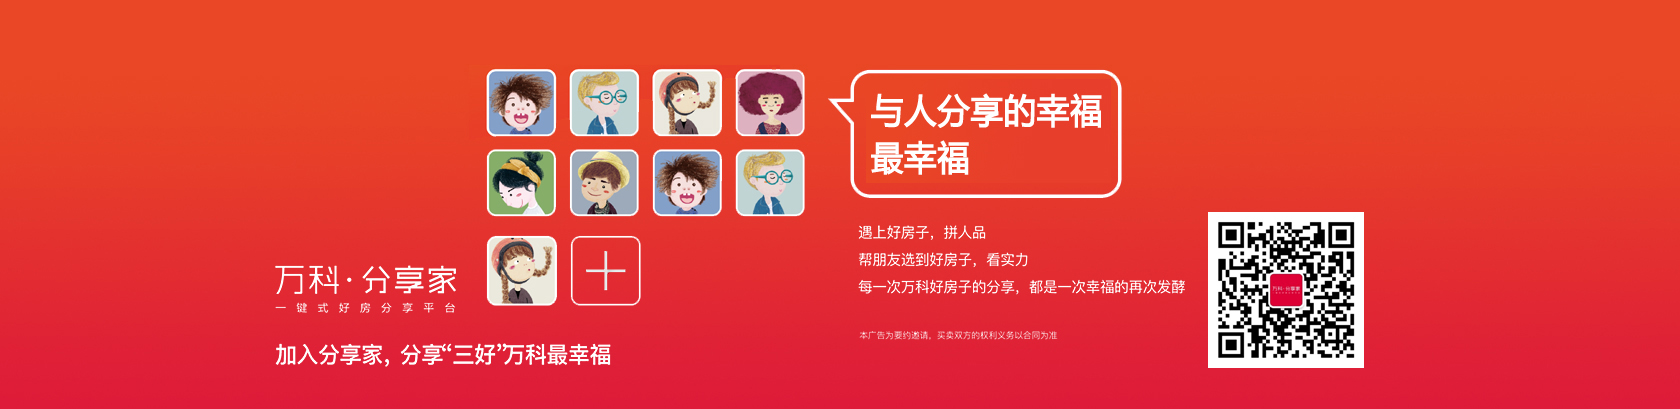 与人分享的幸福
最幸福
遇上好房子，拼人品
帮朋友选到好房子，看实力
每一次万科好房子的分享，都是一次幸福的再次发酵
本广告为要约邀请，买卖双方的权利义务以合同为准
万科·分享家
一键式好房分享平台
加入分享家，分享“三好”万科最幸福
万科·分享家